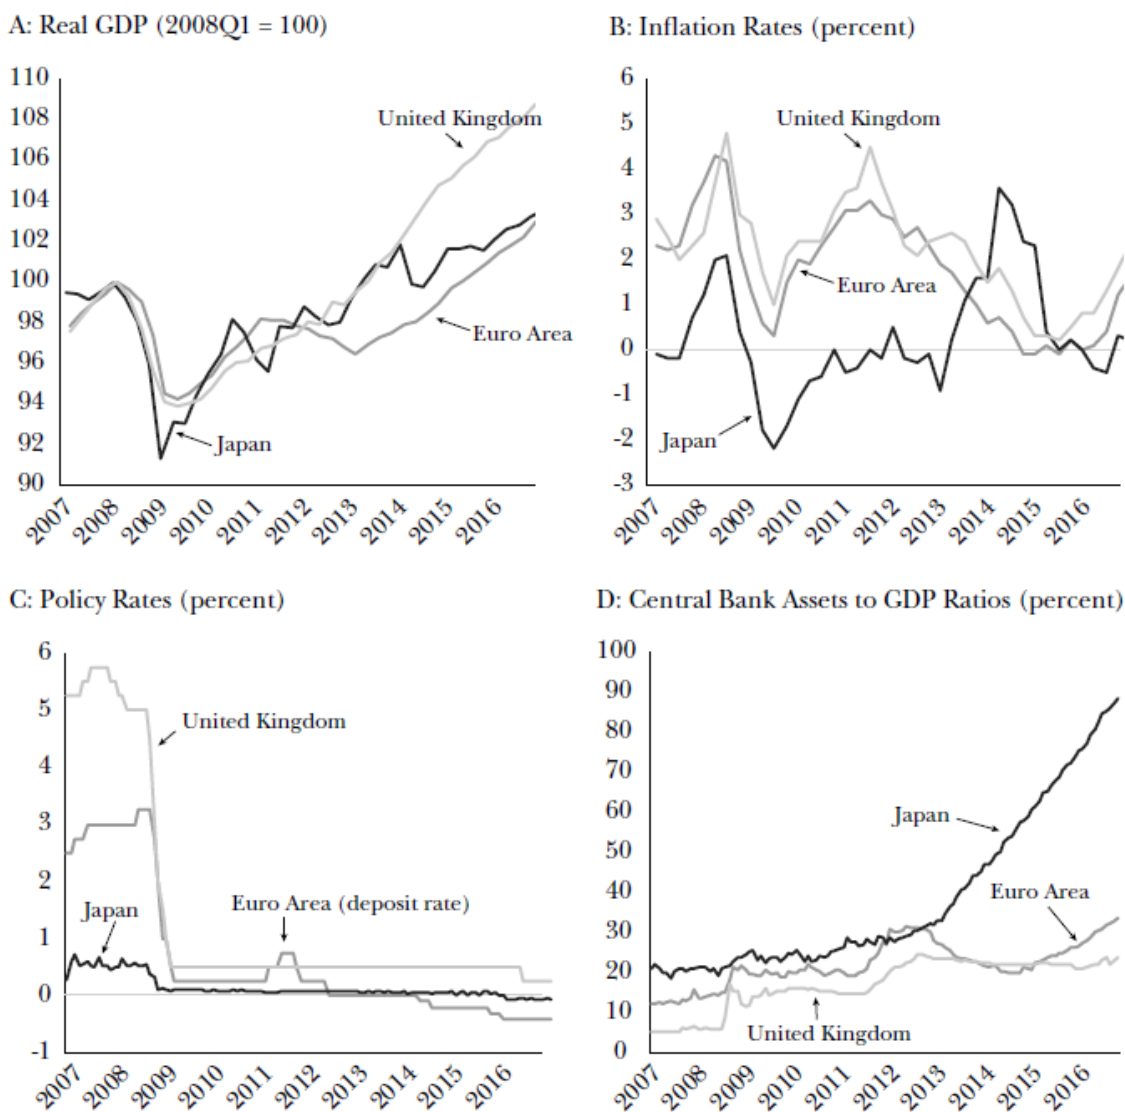 A: Real GDP (2008Q1 = 100)
110
108
106
104
102
100
98
96
94
92
90
United Kingdom
Euro Area
Japan
2007 2008 2009 2010 2011 2012 2013 2014 2015 2016
B: Inflation Rates (percent)
6
5
4
3
2
1
0
-1
-2
-3
United Kingdom
Euro Area
Japan
2007 2008 2009 2010 2011 2012 2013 2014 2015 2016
C: Policy Rates (percent)
6
5
4
3
2
1
0
-1
United Kingdom
Japan
Euro Area (deposit rate)
2007 2008 2009 2010 2011 2012 2013 2014 2015 2016
D: Central Bank Assets to GDP Ratios (percent)
100
90
80
70
60
50
40
30
20
10
0
Japan
Euro Area
United Kingdom
2007 2008 2009 2010 2011 2012 2013 2014 2015 2016